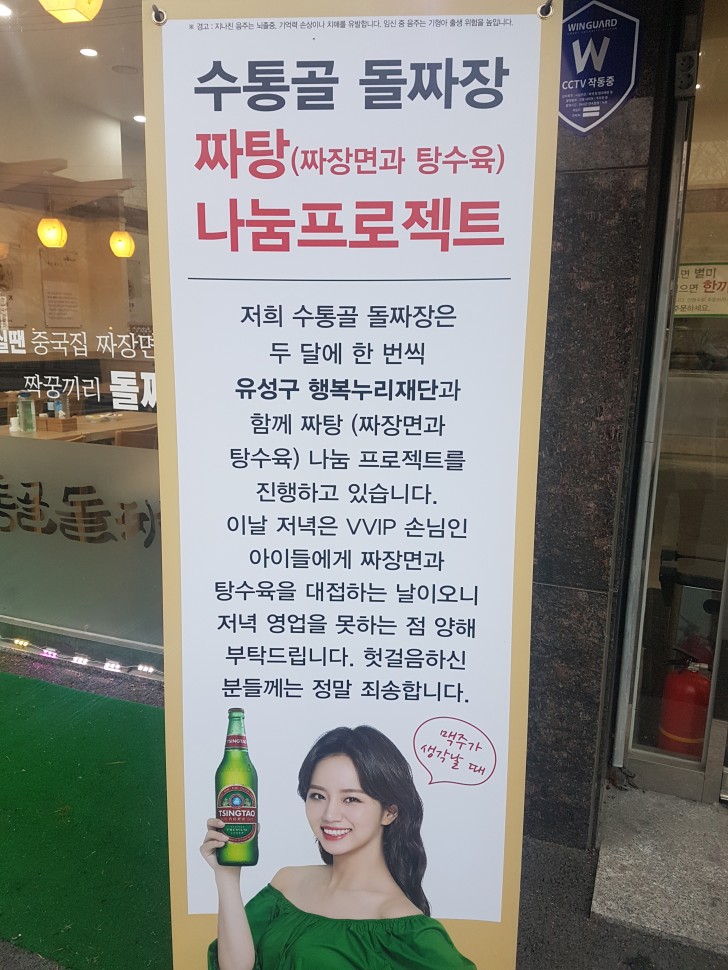 ※ 경고 : 지나친 음주는 뇌졸중, 기억력 손상이나 치매를 유발합니다. 임신 중 음주는 기형아 출생 위험을 높입니다.
수통골 돌짜장
짜탕(짜장면과 탕수육)
나눔프로젝트
저희 수통골 돌짜장은
두 달에 한 번씩
유성구 행복누리재단과
함께 짜탕 (짜장면과
탕수육) 나눔 프로젝트를
진행하고 있습니다.
이날 저녁은 VVIP 손님인
아이들에게 짜장면과
탕수육을 대접하는 날이오니
저녁 영업을 못하는 점 양해
부탁드립니다. 헛걸음하신
분들께는 정말 죄송합니다.
맥주가
생각날 때
TSINGTAO
TSINGTAO
WINGUARD
W
CCTV 작동중
중국집 짜장면
짝꿍끼리 돌짜
면 별미
으면 한끼